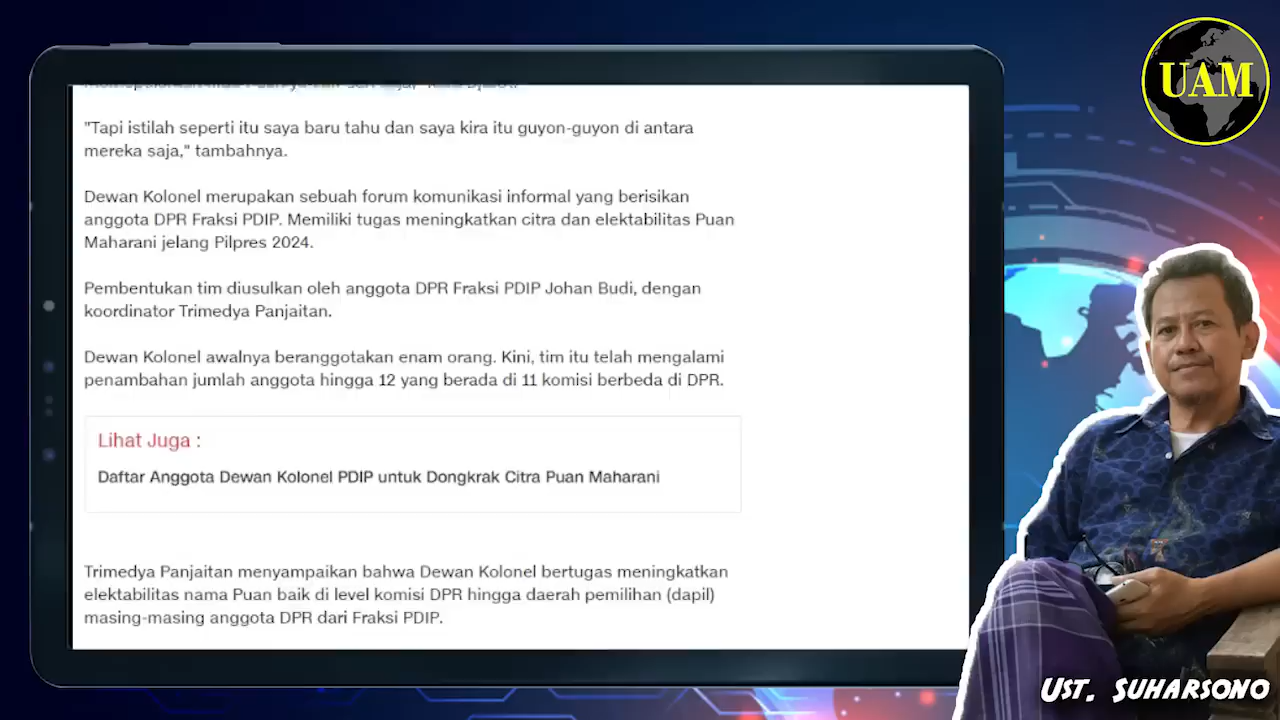 "Tapi istilah seperti itu saya baru tahu dan saya kira itu guyon-guyon di antara
mereka saja," tambahnya.
Dewan Kolonel merupakan sebuah forum komunikasi informal yang berisikan
anggota DPR Fraksi PDIP. Memiliki tugas meningkatkan citra dan elektabilitas Puan
Maharani jelang Pilpres 2024.
Pembentukan tim diusulkan oleh anggota DPR Fraksi PDIP Johan Budi, dengan
koordinator Trimedya Panjaitan.
Dewan Kolonel awalnya beranggotakan enam orang. Kini, tim itu telah mengalami
penambahan jumlah anggota hingga 12 yang berada di 11 komisi berbeda di DPR.
Lihat Juga :
Daftar Anggota Dewan Kolonel PDIP untuk Dongkrak Citra Puan Maharani
Trimedya Panjaitan menyampaikan bahwa Dewan Kolonel bertugas meningkatkan
elektabilitas nama Puan baik di level komisi DPR hingga daerah pemilihan (dapil)
masing-masing anggota DPR dari Fraksi PDIP.
UAM
Ust. Suharsono